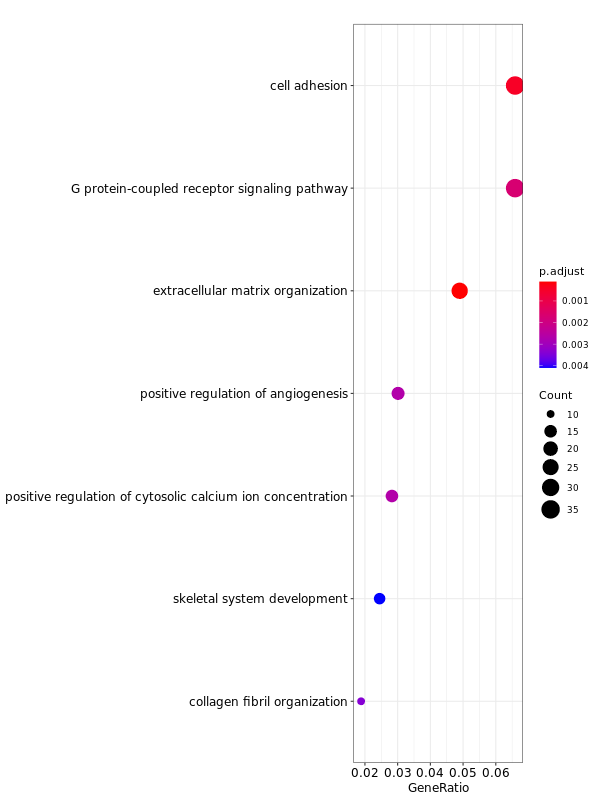 cell adhesion
G protein-coupled receptor signaling pathway
extracellular matrix organization
positive regulation of angiogenesis
positive regulation of cytosolic calcium ion concentration
skeletal system development
collagen fibril organization
0.02 0.03 0.04 0.05 0.06
GeneRatio
p.adjust
0.001
0.002
0.003
0.004
Count
10
15
20
25
30
35